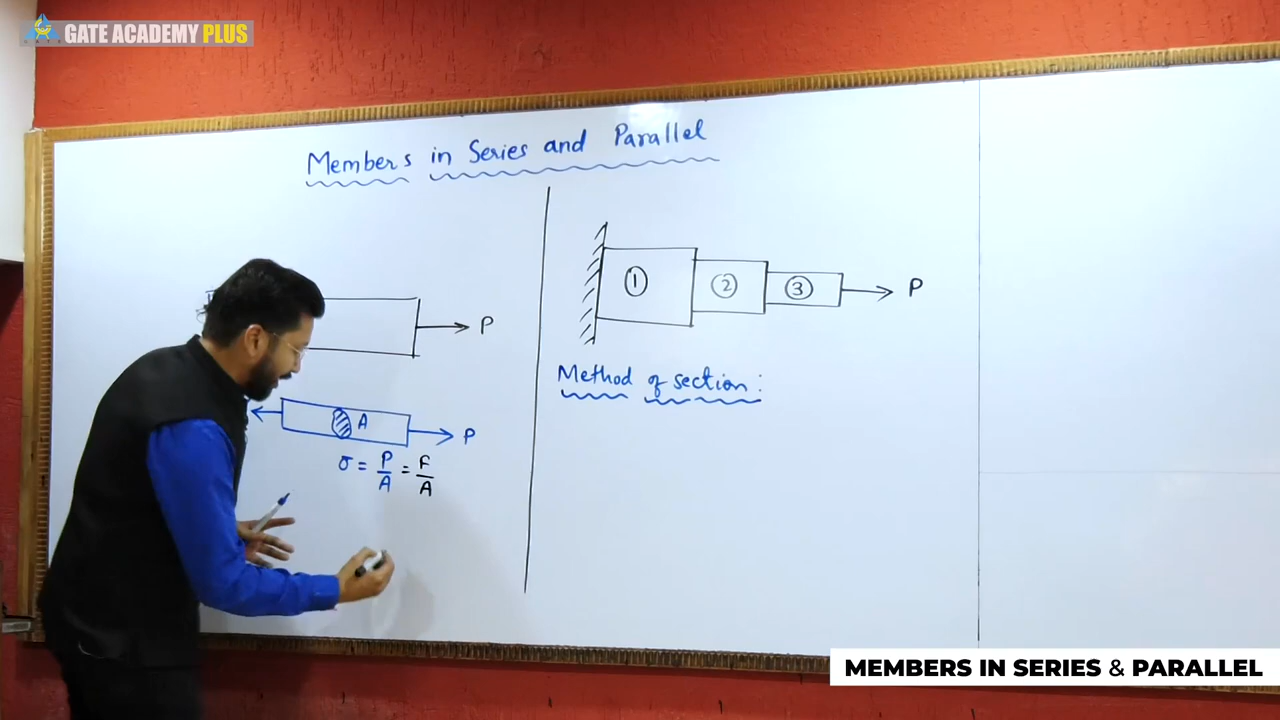 GATE ACADEMY PLUS
Members in Series and Parallel
P
A
P
σ = P/A = F/A
① ② ③ P
Method of section:
MEMBERS IN SERIES & PARALLEL